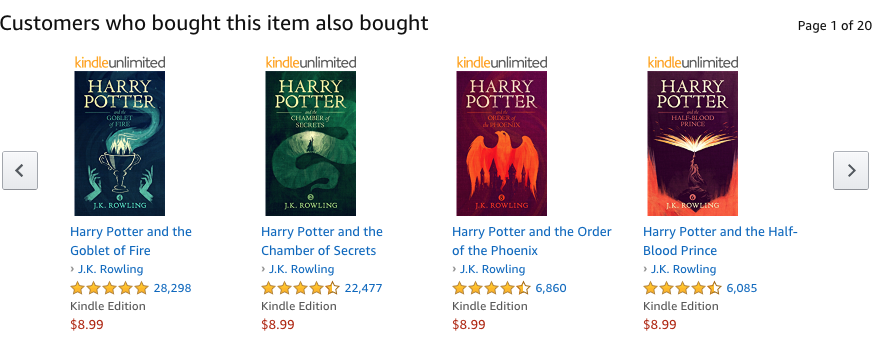 Customers who bought this item also bought
Page 1 of 20
kindleunlimited
HARRY
POTTER
and the
GOBLET
of FIRE
J.K. ROWLING
Harry Potter and the
Goblet of Fire
› J.K. Rowling
28,298
Kindle Edition
$8.99
kindleunlimited
HARRY
POTTER
and the
CHAMBER of
SECRETS
J.K. ROWLING
Harry Potter and the
Chamber of Secrets
› J.K. Rowling
22,477
Kindle Edition
$8.99
kindleunlimited
HARRY
POTTER
and the
ORDER of
the PHOENIX
J.K. ROWLING
Harry Potter and the Order
of the Phoenix
› J.K. Rowling
6,860
Kindle Edition
$8.99
kindleunlimited
HARRY
POTTER
and the
HALF-BLOOD
PRINCE
J.K. ROWLING
Harry Potter and the Half-
Blood Prince
› J.K. Rowling
6,085
Kindle Edition
$8.99